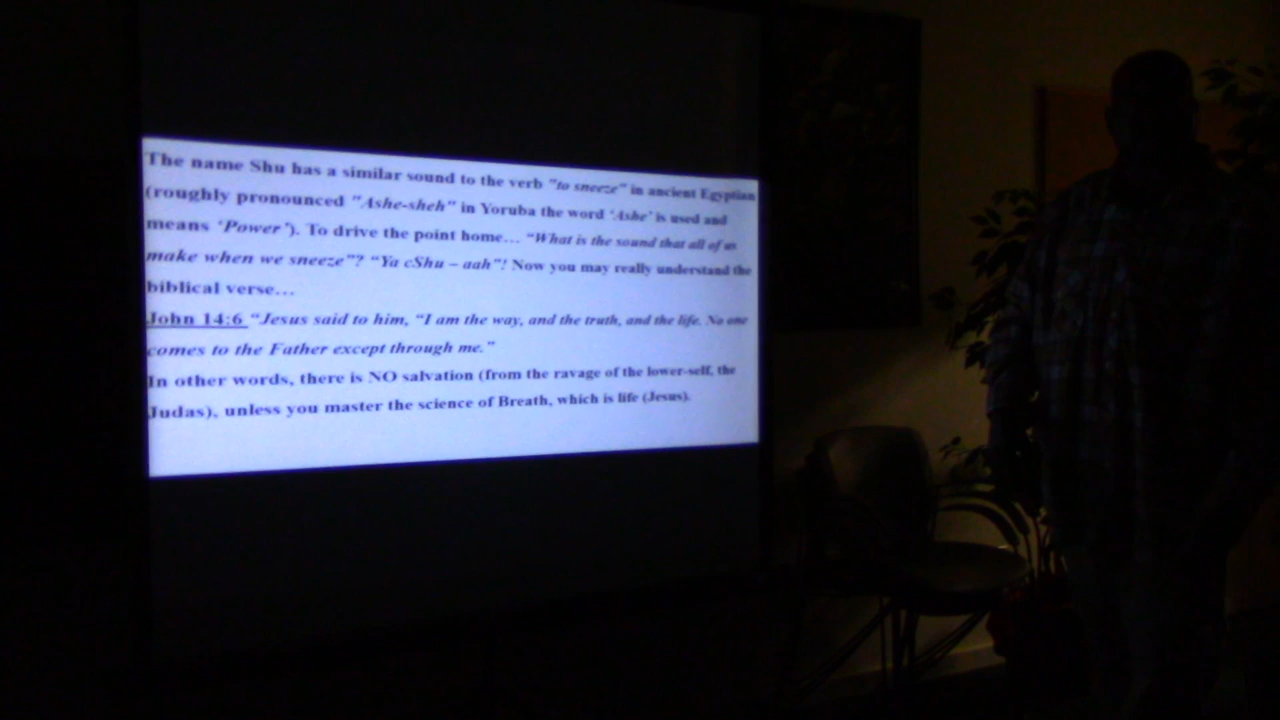 The name Shu has a similar sound to the verb "to sneeze" in ancient Egyptian
(roughly pronounced "Ashe-sheh" in Yoruba the word ‘Ashe’ is used and
means ‘Power’). To drive the point home… “What is the sound that all of us
make when we sneeze”? “Ya cShu – aah”! Now you may really understand the
biblical verse…
John 14:6 “Jesus said to him, “I am the way, and the truth, and the life. No one
comes to the Father except through me.”
In other words, there is NO salvation (from the ravage of the lower-self, the
Judas), unless you master the science of Breath, which is life (Jesus).